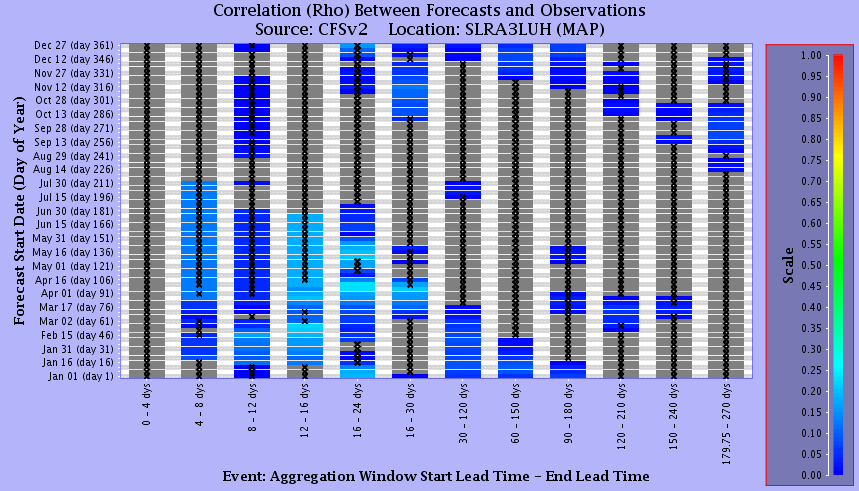 Correlation (Rho) Between Forecasts and Observations
Source: CFSv2 Location: SLRA3LUH (MAP)
Forecast Start Date (Day of Year)
Dec 27 (day 361)
Dec 12 (day 346)
Nov 27 (day 331)
Nov 12 (day 316)
Oct 28 (day 301)
Oct 13 (day 286)
Sep 28 (day 271)
Sep 13 (day 256)
Aug 29 (day 241)
Aug 14 (day 226)
Jul 30 (day 211)
Jul 15 (day 196)
Jun 30 (day 181)
Jun 15 (day 166)
May 31 (day 151)
May 16 (day 136)
May 01 (day 121)
Apr 16 (day 106)
Apr 01 (day 91)
Mar 17 (day 76)
Mar 02 (day 61)
Feb 15 (day 46)
Jan 31 (day 31)
Jan 16 (day 16)
Jan 01 (day 1)
0 - 4 dys
4 - 8 dys
8 - 12 dys
12 - 16 dys
16 - 24 dys
16 - 30 dys
30 - 120 dys
60 - 150 dys
90 - 180 dys
120 - 210 dys
150 - 240 dys
179.75 - 270 dys
Event: Aggregation Window Start Lead Time - End Lead Time
Scale
1.00
0.95
0.90
0.85
0.80
0.75
0.70
0.65
0.60
0.55
0.50
0.45
0.40
0.35
0.30
0.25
0.20
0.15
0.10
0.05
0.00